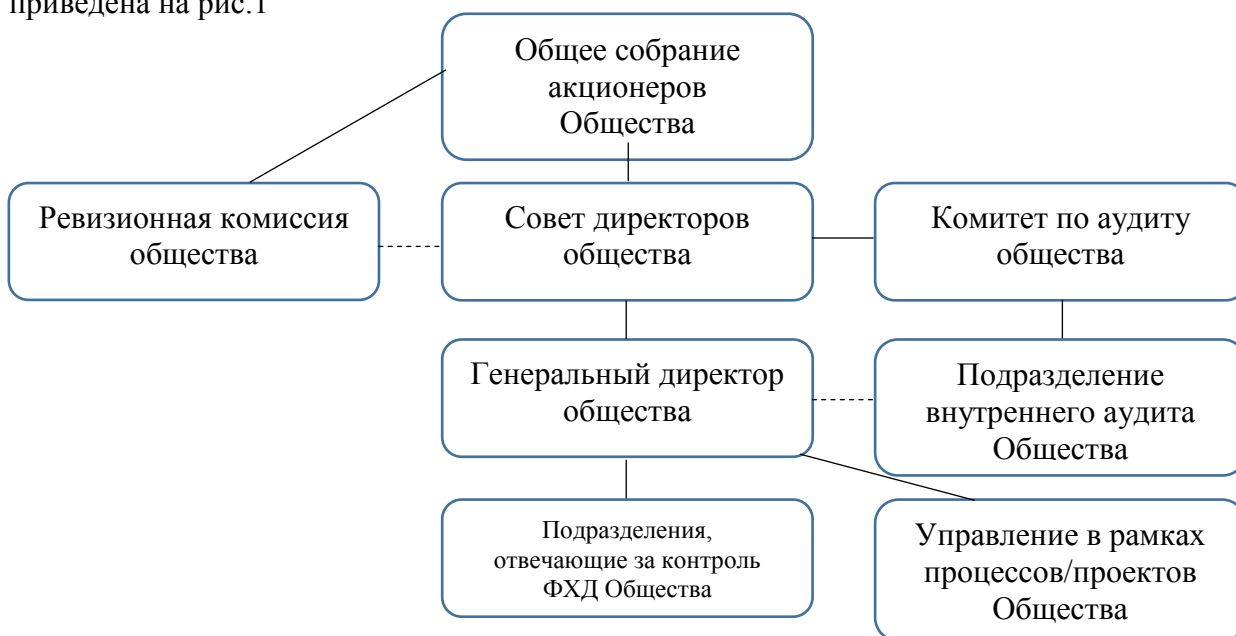 приведена на рис.1
Общее собрание
акционеров
Общества
Ревизионная комиссия
общества
Совет директоров
общества
Комитет по аудиту
общества
Генеральный директор
общества
Подразделение
внутреннего аудита
Общества
Подразделения,
отвечающие за контроль
ФХД Общества
Управление в рамках
процессов/проектов
Общества